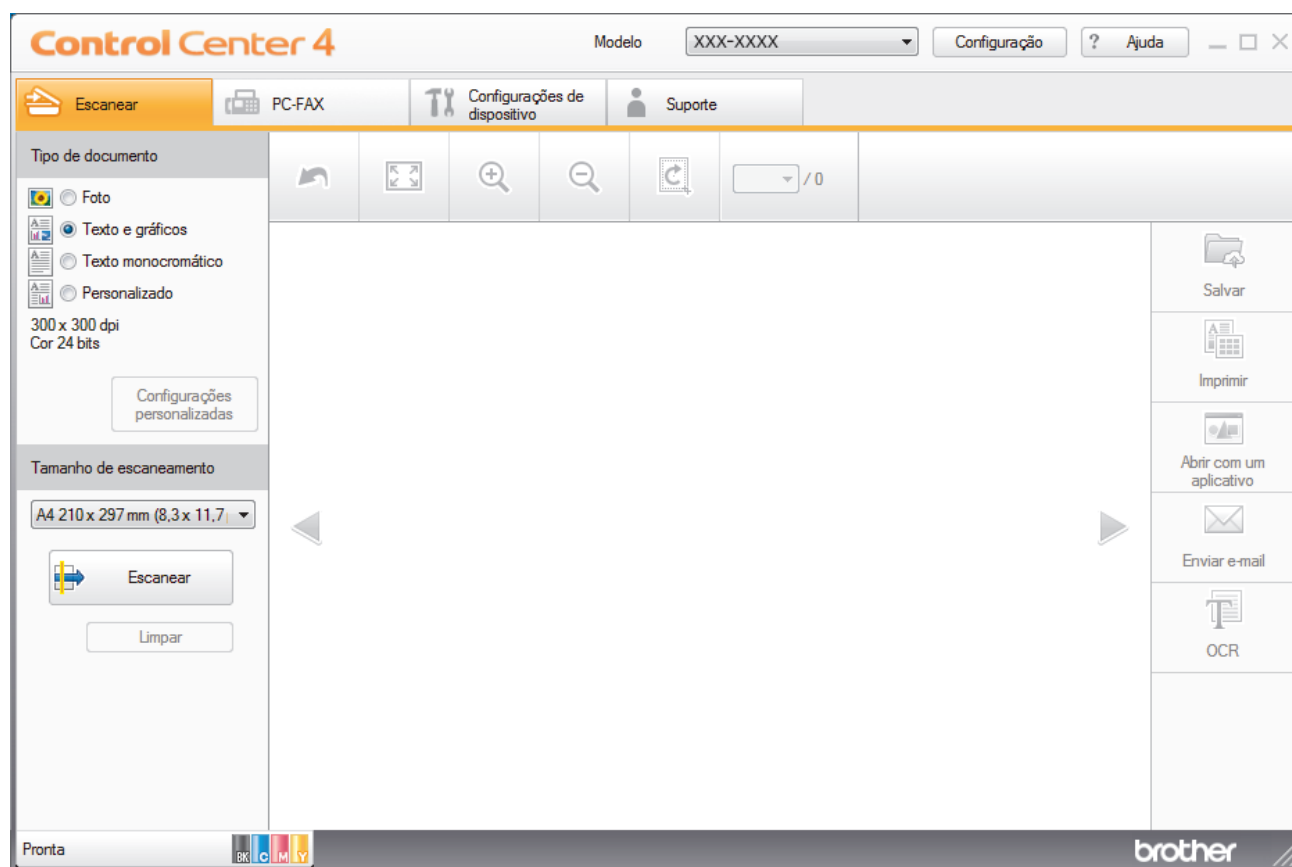 Control Center 4
Modelo
XXX-XXXX
Configuração
? Ajuda
Escanear
PC-FAX
Configurações de
dispositivo
Suporte
Tipo de documento
Foto
Texto e gráficos
Texto monocromático
Personalizado
300 x 300 dpi
Cor 24 bits
Configurações
personalizadas
Tamanho de escaneamento
A4 210 x 297 mm (8,3 x 11,7
Escanear
Limpar
/ 0
Salvar
Imprimir
Abrir com um
aplicativo
Enviar e-mail
OCR
Pronta
BK C M Y
brother